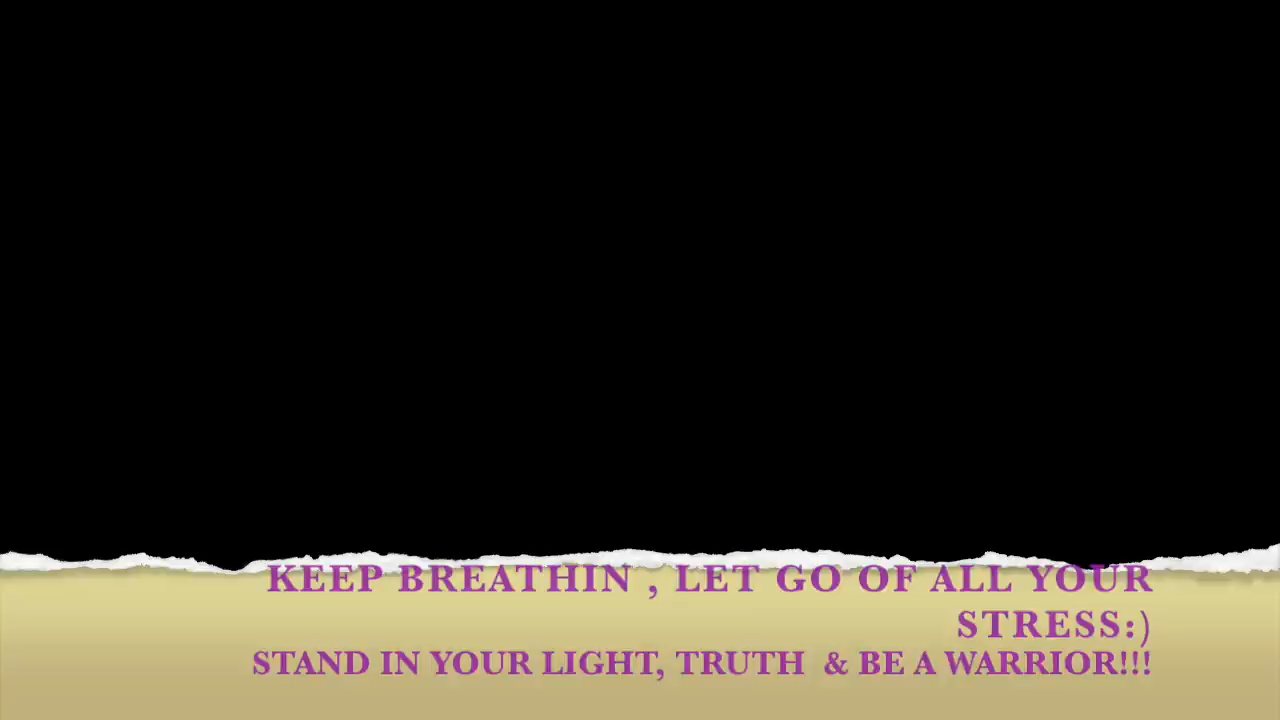 KEEP BREATHIN , LET GO OF ALL YOUR
STRESS:)
STAND IN YOUR LIGHT, TRUTH  & BE A WARRIOR!!!